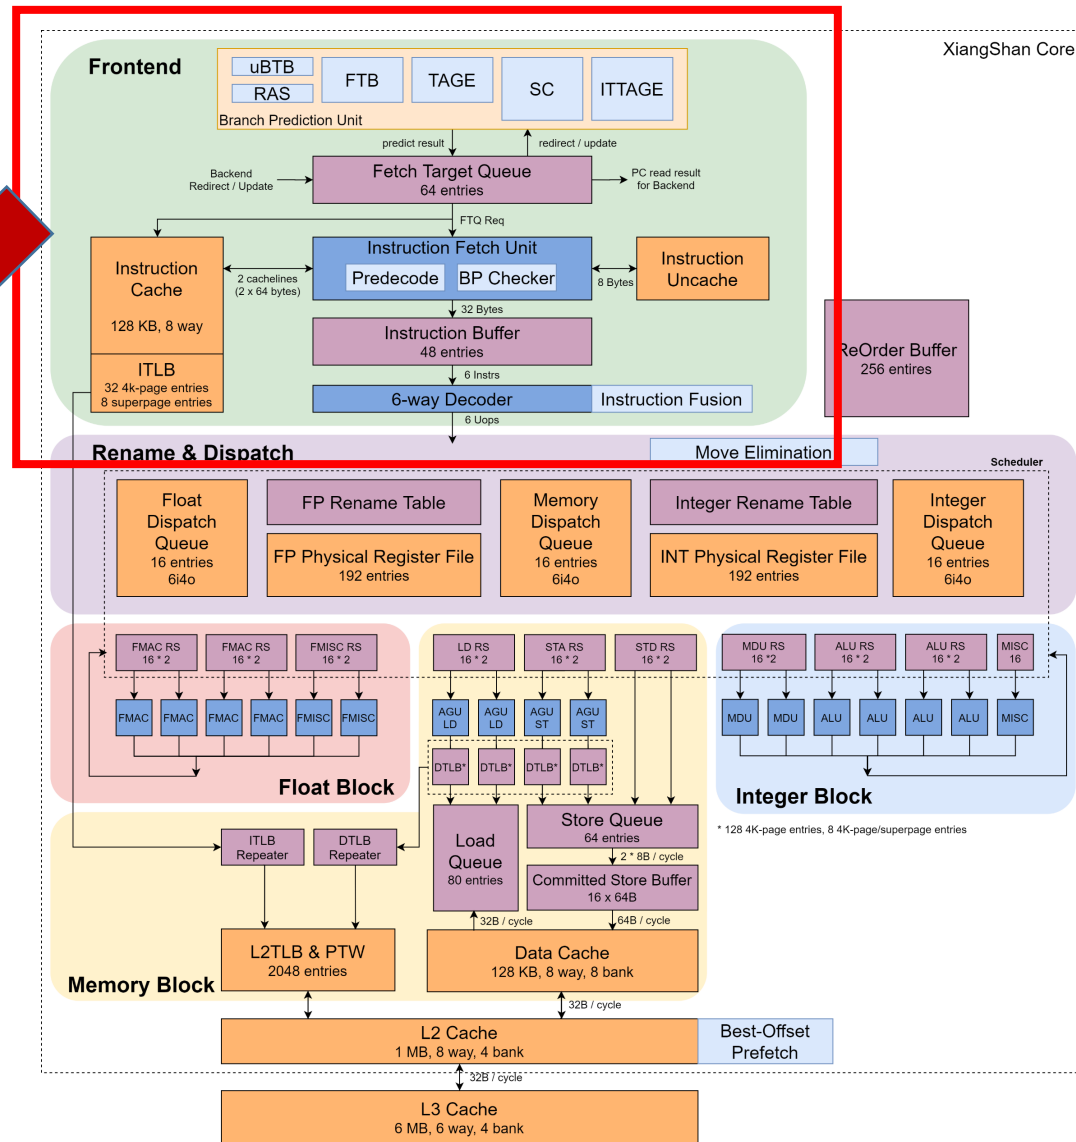 XiangShan Core
Frontend
uBTB
RAS
FTB
TAGE
SC
ITTAGE
Branch Prediction Unit
predict result
redirect / update
Backend
Redirect / Update
Fetch Target Queue
64 entries
PC read result
for Backend
FTQ Req
Instruction
Cache
128 KB, 8 way
2 cachelines
(2 x 64 bytes)
Instruction Fetch Unit
Predecode
BP Checker
8 Bytes
Instruction
Uncache
32 Bytes
Instruction Buffer
48 entries
ReOrder Buffer
256 entires
ITLB
32 4k-page entries
8 superpage entries
6 Instrs
6-way Decoder
Instruction Fusion
6 Uops
Rename & Dispatch
Move Elimination
Scheduler
Float
Dispatch
Queue
16 entries
6i4o
FP Rename Table
FP Physical Register File
192 entries
Memory
Dispatch
Queue
16 entries
6i4o
Integer Rename Table
INT Physical Register File
192 entries
Integer
Dispatch
Queue
16 entries
6i4o
FMAC RS
16 * 2
FMAC RS
16 * 2
FMISC RS
16 * 2
LD RS
16 * 2
STA RS
16 * 2
STD RS
16 * 2
MDU RS
16 *2
ALU RS
16 * 2
ALU RS
16 * 2
MISC
16
FMAC
FMAC
FMAC
FMAC
FMISC
FMISC
AGU
LD
AGU
LD
AGU
ST
AGU
ST
MDU
MDU
ALU
ALU
ALU
ALU
MISC
DTLB*
DTLB*
DTLB*
DTLB*
Float Block
Integer Block
* 128 4K-page entries, 8 4K-page/superpage entries
ITLB
Repeater
DTLB
Repeater
Load
Queue
80 entries
Store Queue
64 entries
2 * 8B / cycle
Committed Store Buffer
16 x 64B
32B / cycle
64B / cycle
L2TLB & PTW
2048 entries
Data Cache
128 KB, 8 way, 8 bank
Memory Block
32B / cycle
L2 Cache
1 MB, 8 way, 4 bank
Best-Offset
Prefetch
32B / cycle
L3 Cache
6 MB, 6 way, 4 bank